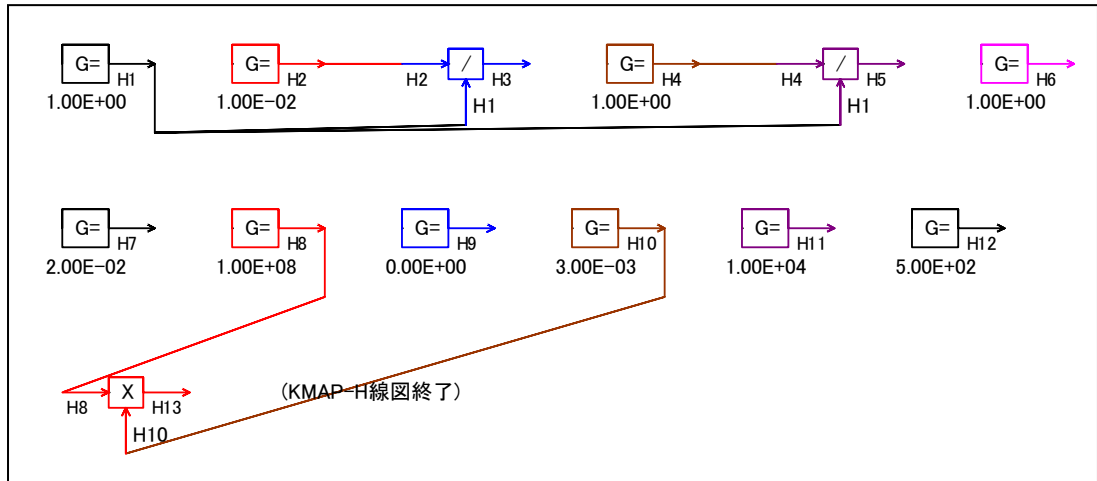 G= H1 G= H2 H2 / H3 G= H4 H4 / H5 G= H6
1.00E+00 1.00E-02 H1 1.00E+00 H1 1.00E+00
G= H7 G= H8 G= H9 G= H10 G= H11 G= H12
2.00E-02 1.00E+08 0.00E+00 3.00E-03 1.00E+04 5.00E+02
H8 X H13 (KMAP-H線図終了)
H10